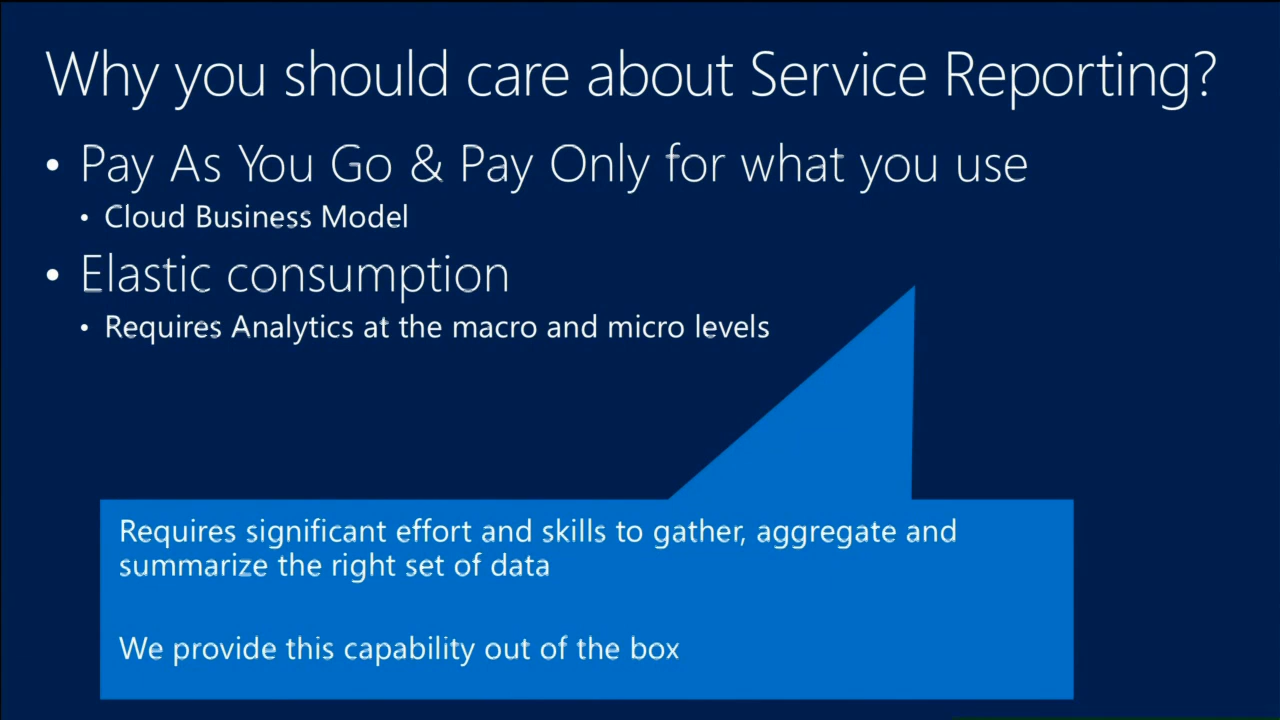 Why you should care about Service Reporting?
• Pay As You Go & Pay Only for what you use
• Cloud Business Model
• Elastic consumption
• Requires Analytics at the macro and micro levels
Requires significant effort and skills to gather, aggregate and
summarize the right set of data
We provide this capability out of the box